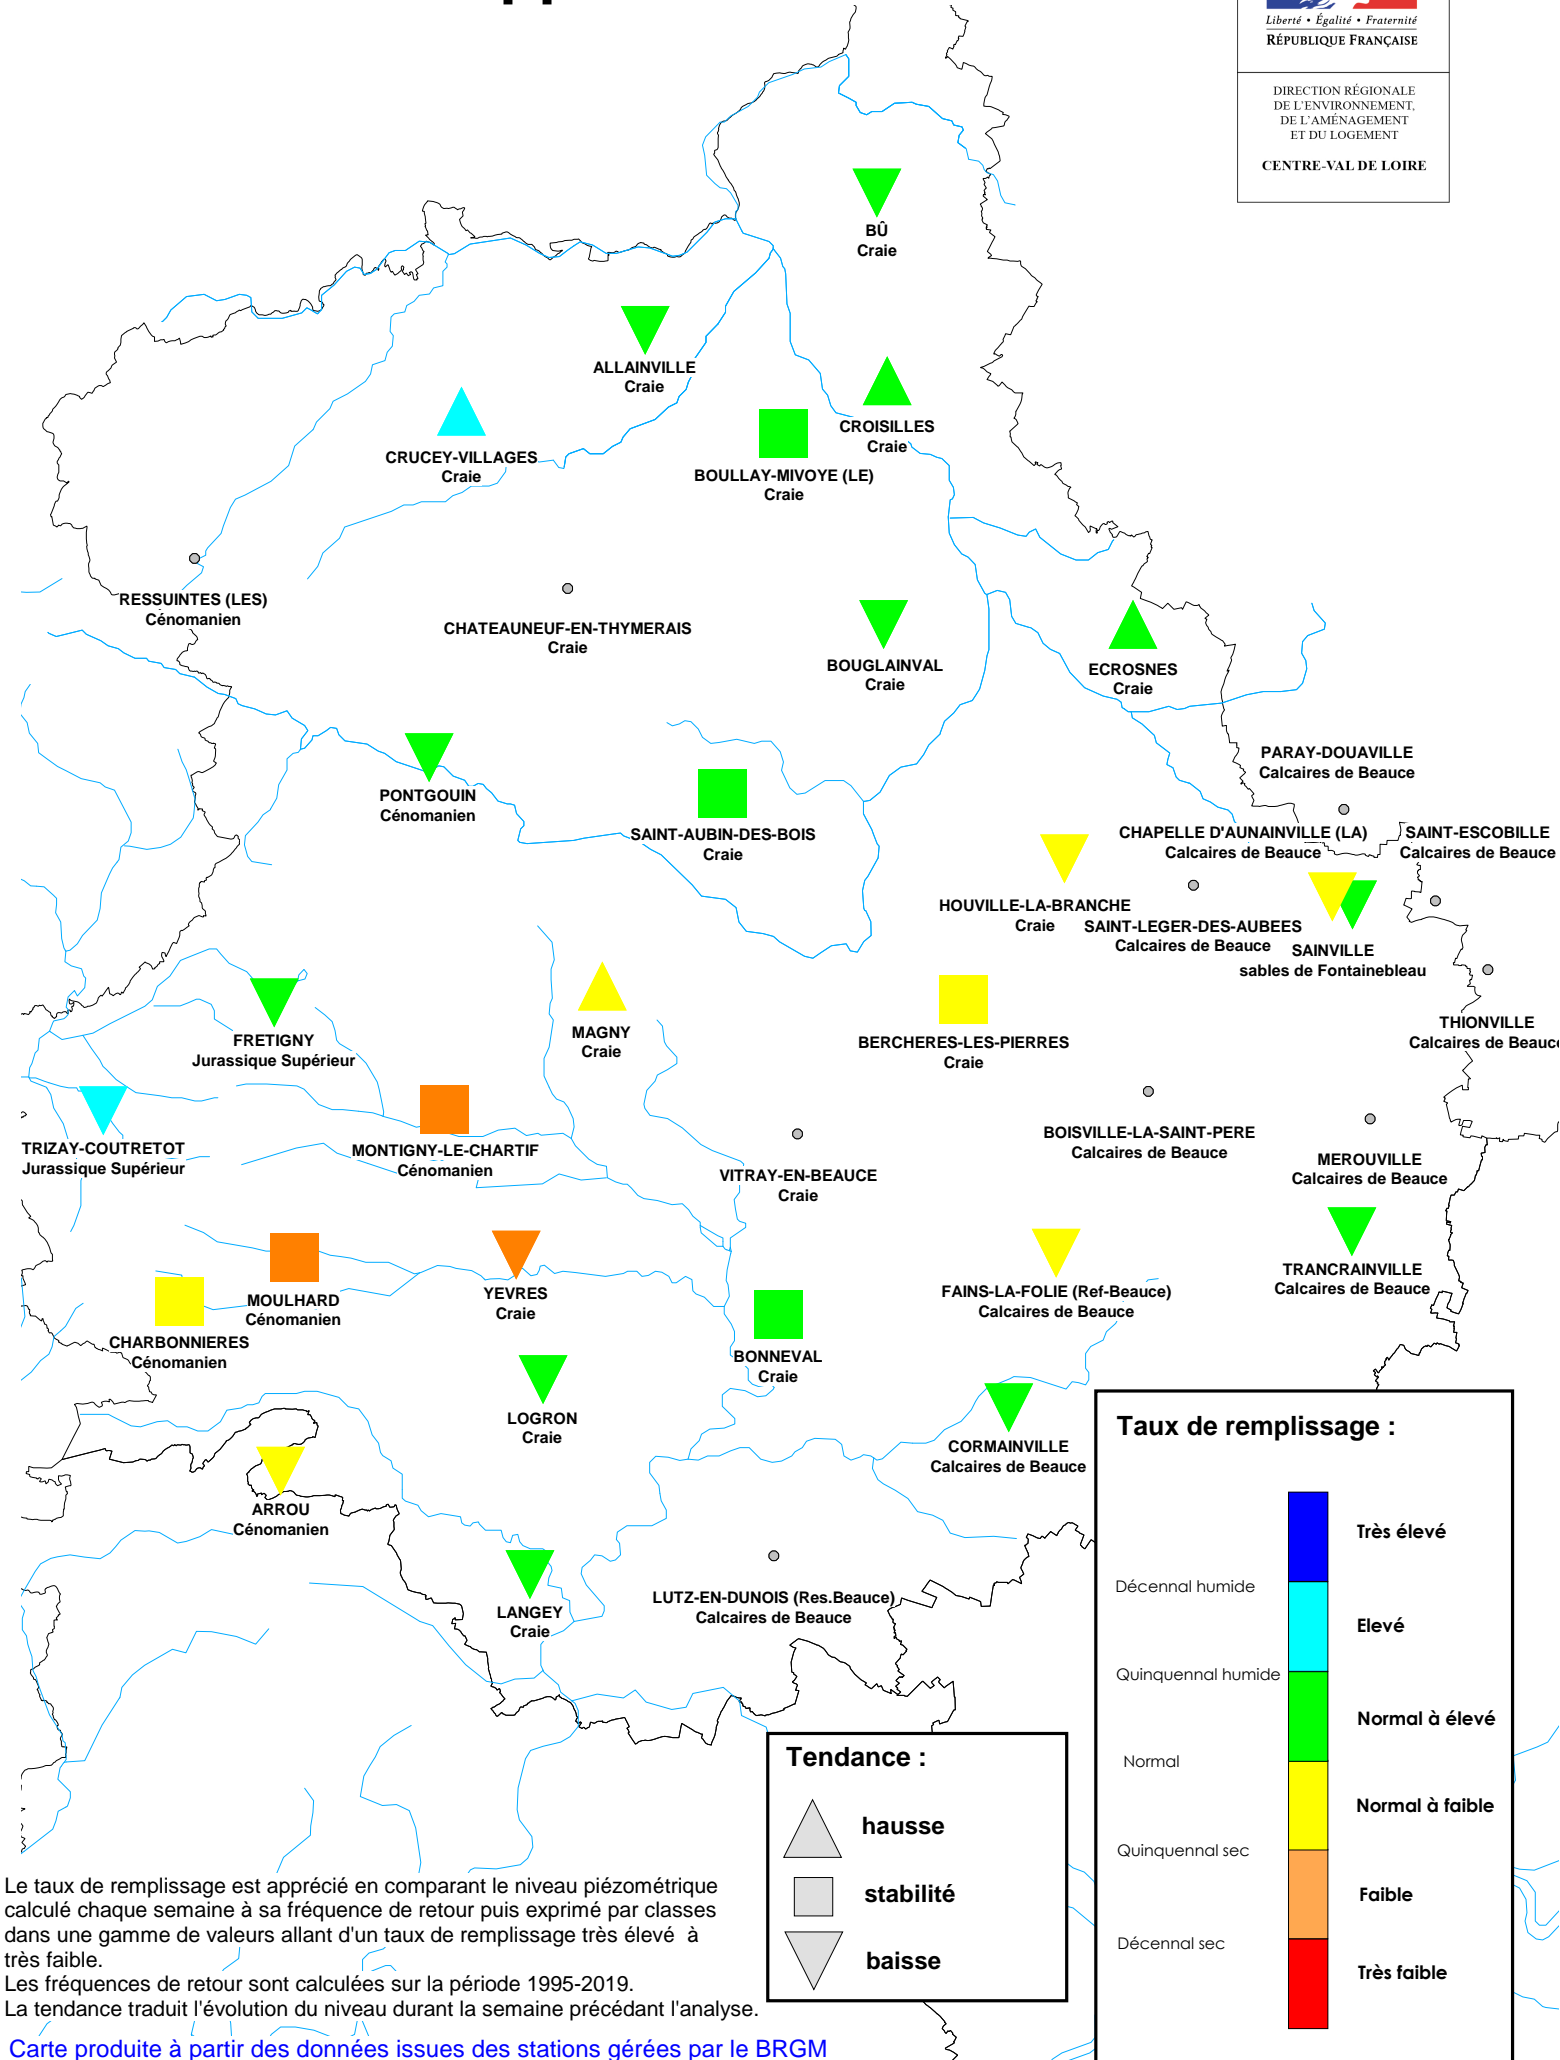 Liberté • Égalité • Fraternité
RÉPUBLIQUE FRANÇAISE
DIRECTION RÉGIONALE
DE L'ENVIRONNEMENT,
DE L'AMÉNAGEMENT
ET DU LOGEMENT
CENTRE-VAL DE LOIRE
BÛ
Craie
ALLAINVILLE
Craie
CROISILLES
Craie
CRUCEY-VILLAGES
Craie
BOULLAY-MIVOYE (LE)
Craie
RESSUINTES (LES)
Cénomanien
CHATEAUNEUF-EN-THYMERAIS
Craie
BOUGLAINVAL
Craie
ECROSNES
Craie
PARAY-DOUAVILLE
Calcaires de Beauce
PONTGOUIN
Cénomanien
SAINT-AUBIN-DES-BOIS
Craie
CHAPELLE D'AUNAINVILLE (LA)
Calcaires de Beauce
SAINT-ESCOBILLE
Calcaires de Beauce
HOUVILLE-LA-BRANCHE
Craie
SAINT-LEGER-DES-AUBEES
Calcaires de Beauce
SAINVILLE
sables de Fontainebleau
FRETIGNY
Jurassique Supérieur
MAGNY
Craie
BERCHERES-LES-PIERRES
Craie
THIONVILLE
Calcaires de Beauce
TRIZAY-COUTRETOT
Jurassique Supérieur
MONTIGNY-LE-CHARTIF
Cénomanien
VITRAY-EN-BEAUCE
Craie
BOISVILLE-LA-SAINT-PERE
Calcaires de Beauce
MEROUVILLE
Calcaires de Beauce
MOULHARD
Cénomanien
YEVRES
Craie
FAINS-LA-FOLIE (Ref-Beauce)
Calcaires de Beauce
TRANCRAINVILLE
Calcaires de Beauce
CHARBONNIERES
Cénomanien
BONNEVAL
Craie
LOGRON
Craie
CORMAINVILLE
Calcaires de Beauce
ARROU
Cénomanien
LANGEY
Craie
LUTZ-EN-DUNOIS (Res.Beauce)
Calcaires de Beauce
Taux de remplissage :
Très élevé
Décennal humide
Elevé
Quinquennal humide
Normal à élevé
Normal
Normal à faible
Quinquennal sec
Faible
Décennal sec
Très faible
Tendance :
hausse
stabilité
baisse
Le taux de remplissage est apprécié en comparant le niveau piézométrique
calculé chaque semaine à sa fréquence de retour puis exprimé par classes
dans une gamme de valeurs allant d'un taux de remplissage très élevé à
très faible.
Les fréquences de retour sont calculées sur la période 1995-2019.
La tendance traduit l'évolution du niveau durant la semaine précédant l'analyse.
Carte produite à partir des données issues des stations gérées par le BRGM